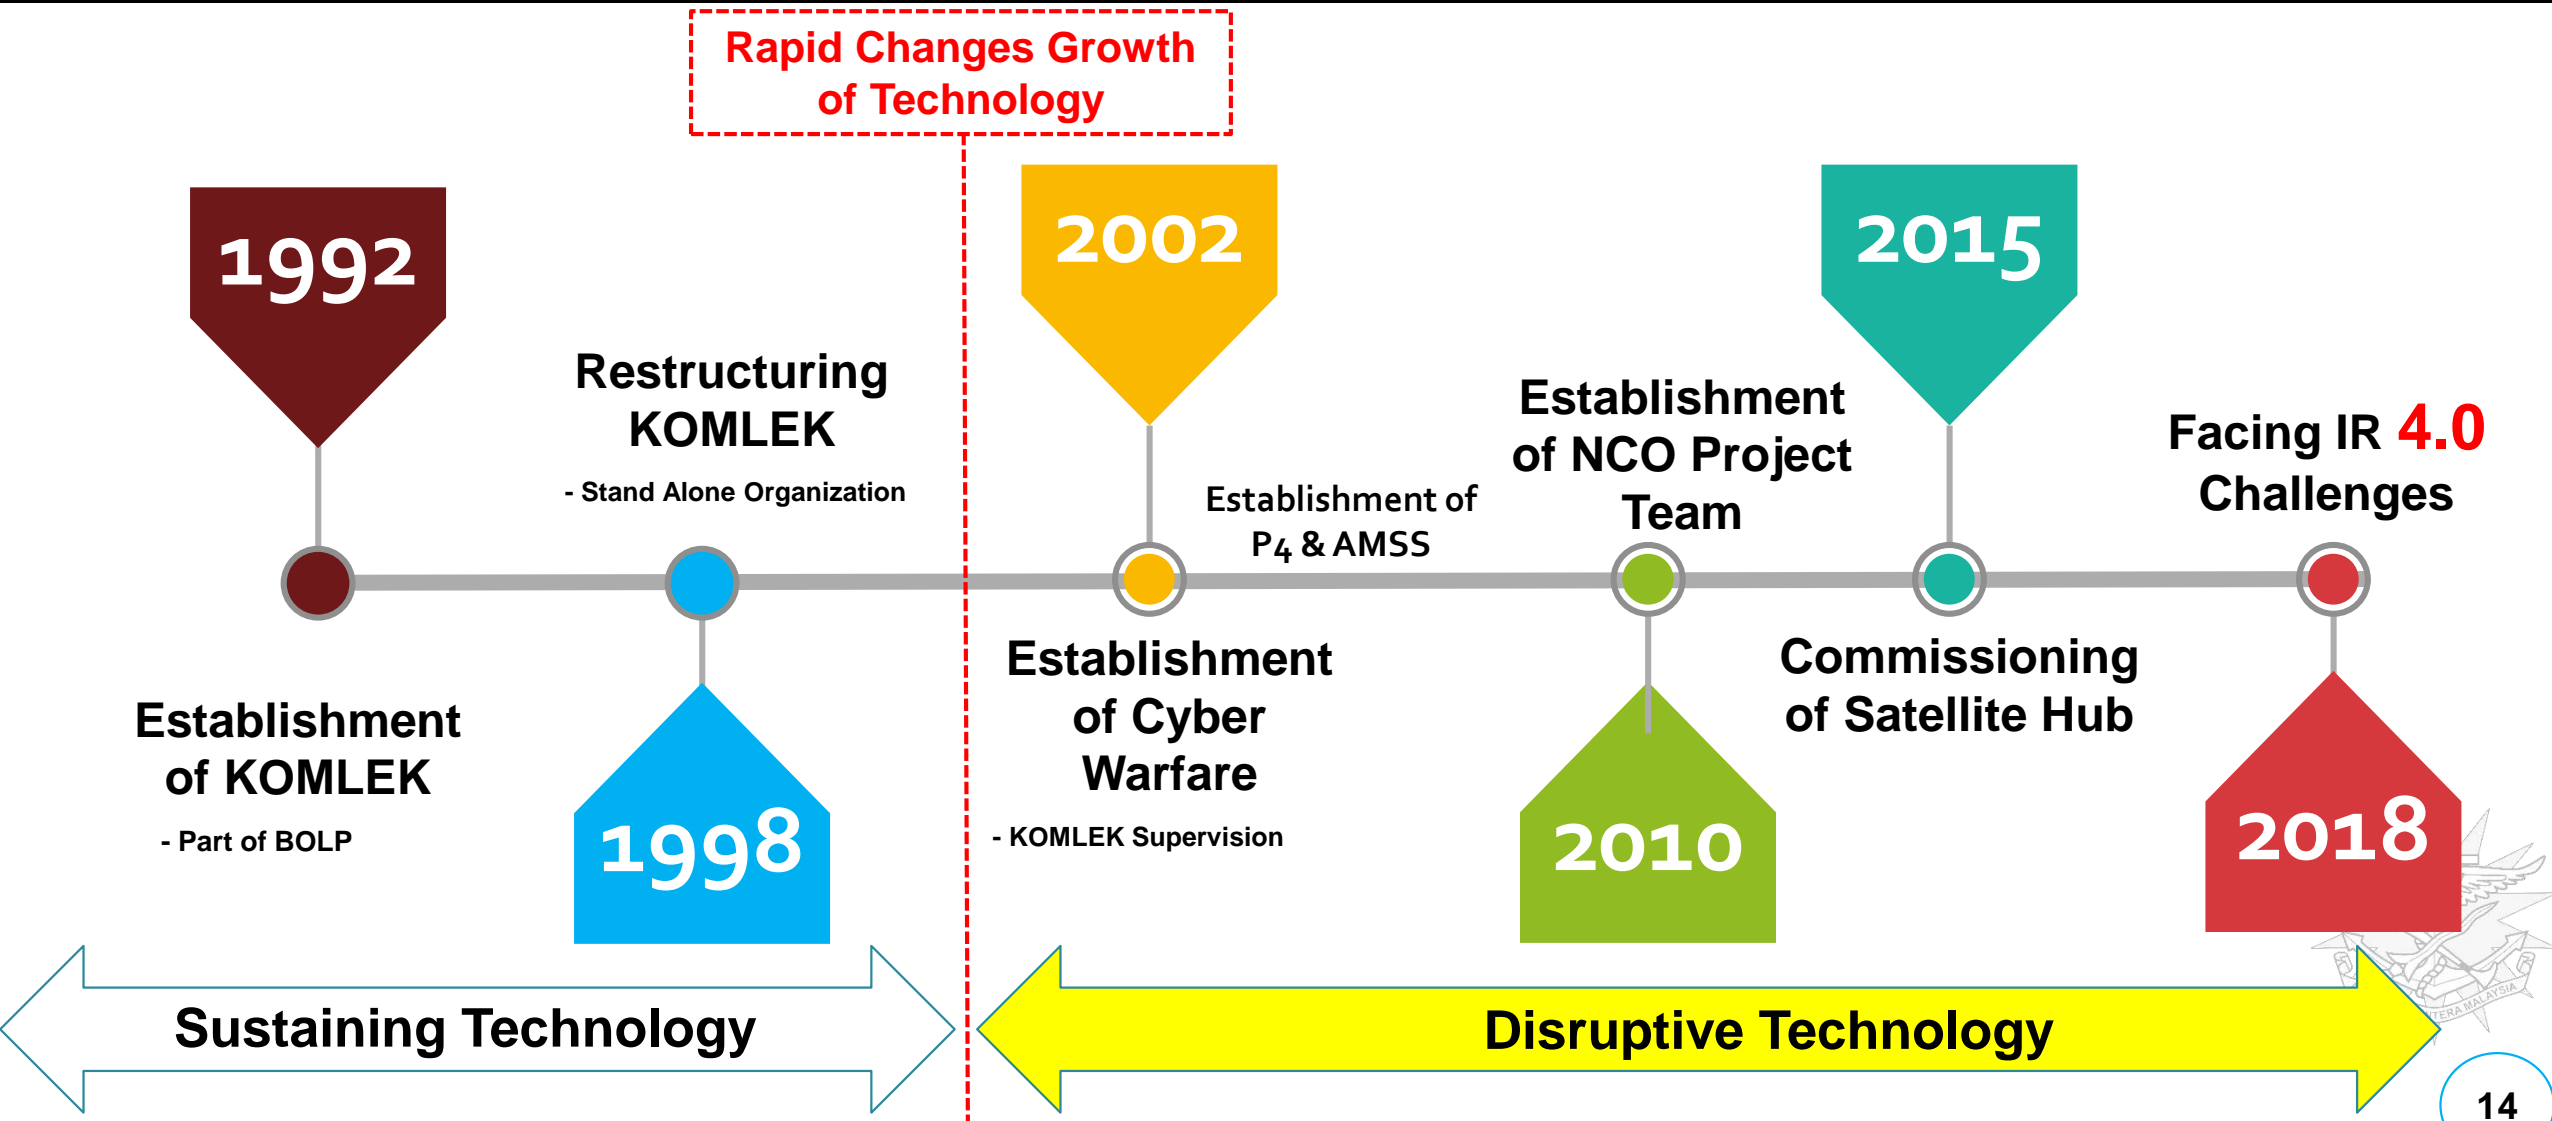 Rapid Changes Growth
of Technology
1992
2002
2015
Restructuring
KOMLEK
- Stand Alone Organization
Establishment of
P4 & AMSS
Establishment
of NCO Project
Team
Facing IR 4.0
Challenges
Establishment
of KOMLEK
- Part of BOLP
1998
Establishment
of Cyber
Warfare
- KOMLEK Supervision
2010
Commissioning
of Satellite Hub
2018
MALAYSIA
Sustaining Technology
Disruptive Technology
14